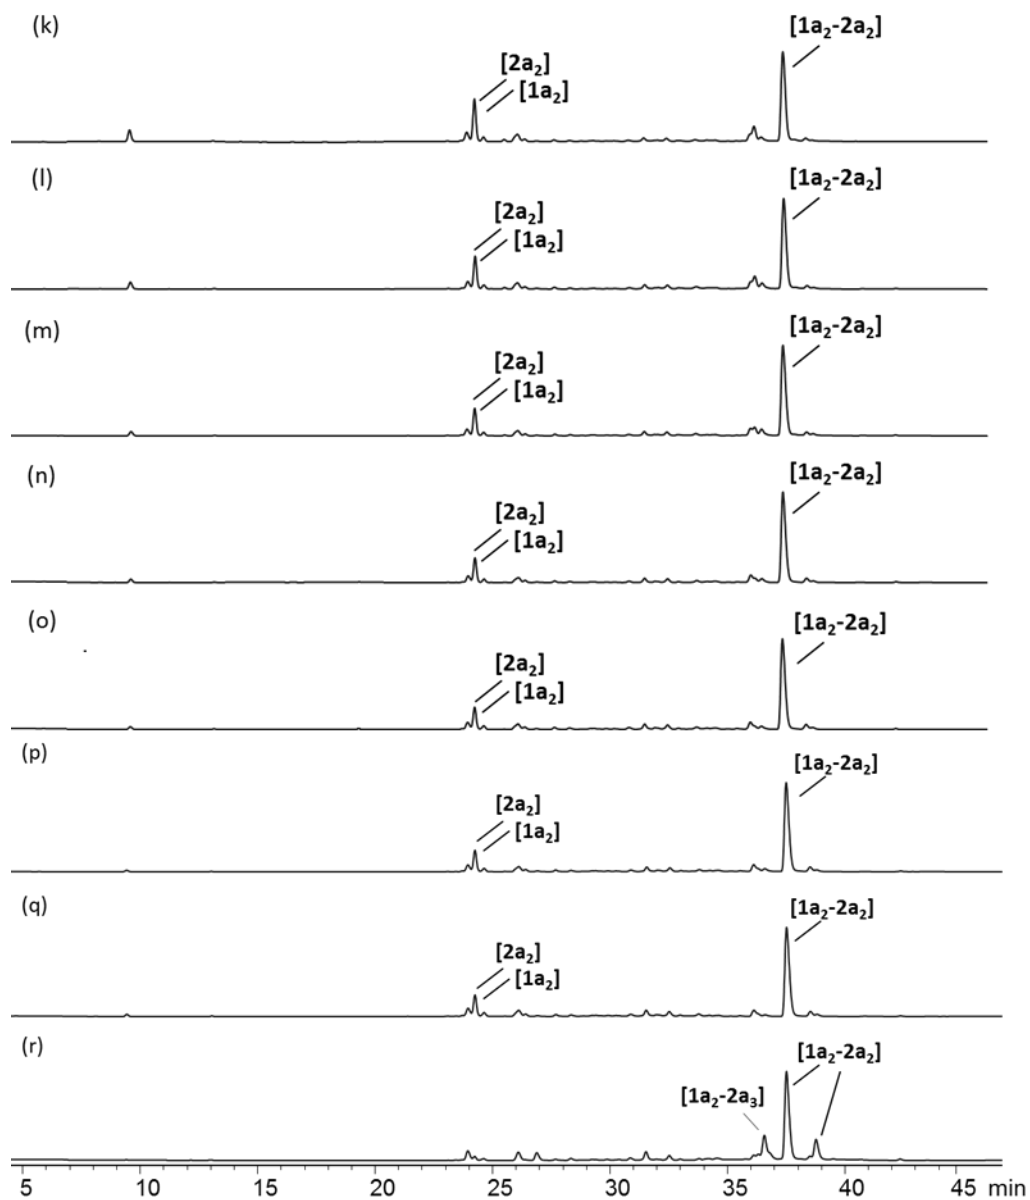 (k)
[1a₂-2a₂]
[2a₂]
[1a₂]
(l)
[1a₂-2a₂]
[2a₂]
[1a₂]
(m)
[1a₂-2a₂]
[2a₂]
[1a₂]
(n)
[1a₂-2a₂]
[2a₂]
[1a₂]
(o)
[1a₂-2a₂]
[2a₂]
[1a₂]
(p)
[1a₂-2a₂]
[2a₂]
[1a₂]
(q)
[1a₂-2a₂]
[2a₂]
[1a₂]
(r)
[1a₂-2a₂]
[1a₂-2a₃]
5 10 15 20 25 30 35 40 45 min